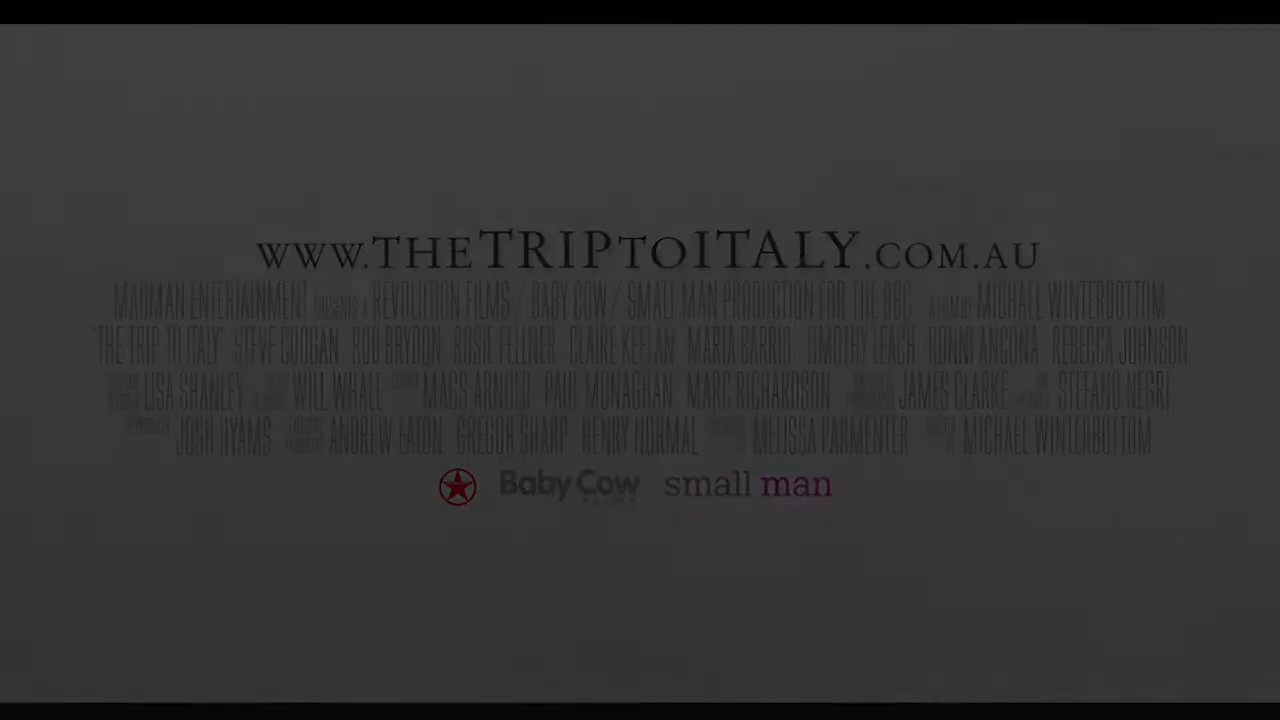 WWW.THETRIPTOITALY.COM.AU
MADMAN ENTERTAINMENT PRESENTS A REVOLUTION FILMS / BABY COW / SMALL MAN PRODUCTION FOR THE BBC A FILM BY MICHAEL WINTERBOTTOM
'THE TRIP TO ITALY' STEVE COOGAN ROB BRYDON ROSIE FELLNER CLAIRE KEELAN MARTA BARRIO TIMOTHY LEACH RONNI ANCONA REBECCA JOHNSON
LISA SHANLEY WILL WHALE MAGS ARNOLD PAUL MONAGHAN MARC RICHARDSON JAMES CLARKE STEFANO NEGRI
JOSH HYAMS ANDREW EATON GREGOR SHARP HENRY NORMAL MELISSA PARMENTER MICHAEL WINTERBOTTOM
Baby Cow small man